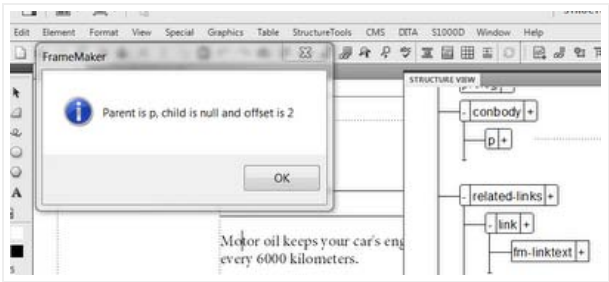 Edit Element Format View Special Graphics Table StructureTools CMS DITA S1000D Window Help
FrameMaker
Parent is p, child is null and offset is 2
OK
STRUCTURE VIEW
conbody
p
related-links
link
fm-linktext
Motor oil keeps your car's eng
every 6000 kilometers.